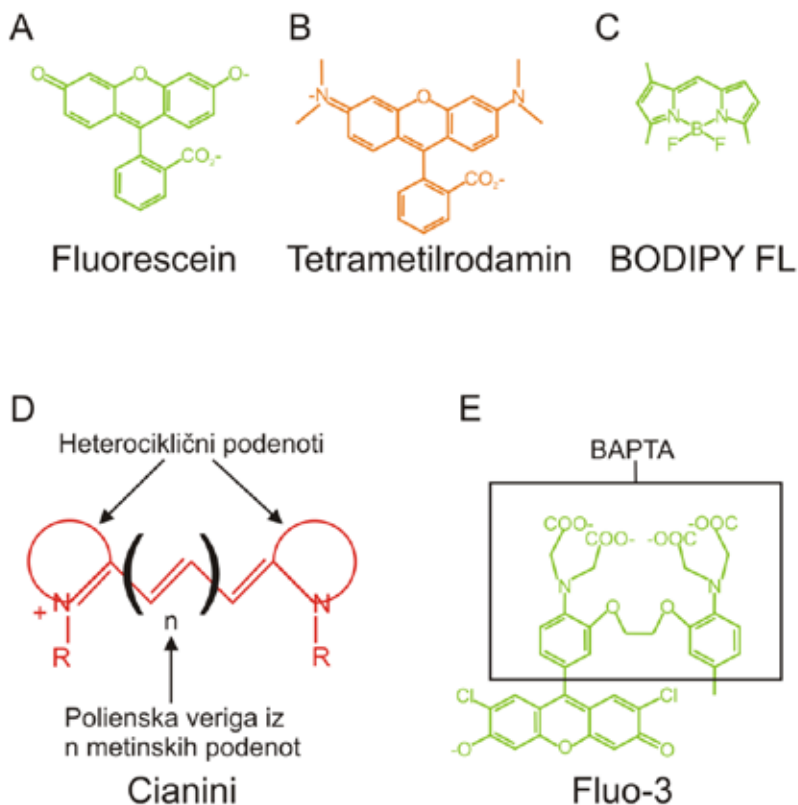 A
B
C
O
O
O-
CO₂-
-N
O
N
CO₂-
N
B
N
F
F
Fluorescein
Tetrametilrodamin
BODIPY FL
D
E
Heterociklični podenoti
BAPTA
COO-
COO-
-OOC
-OOC
N
N
O
O
+
N
R
n
N
R
Cl
Cl
-O
O
O
Polienska veriga iz
n metinskih podenot
Cianini
Fluo-3